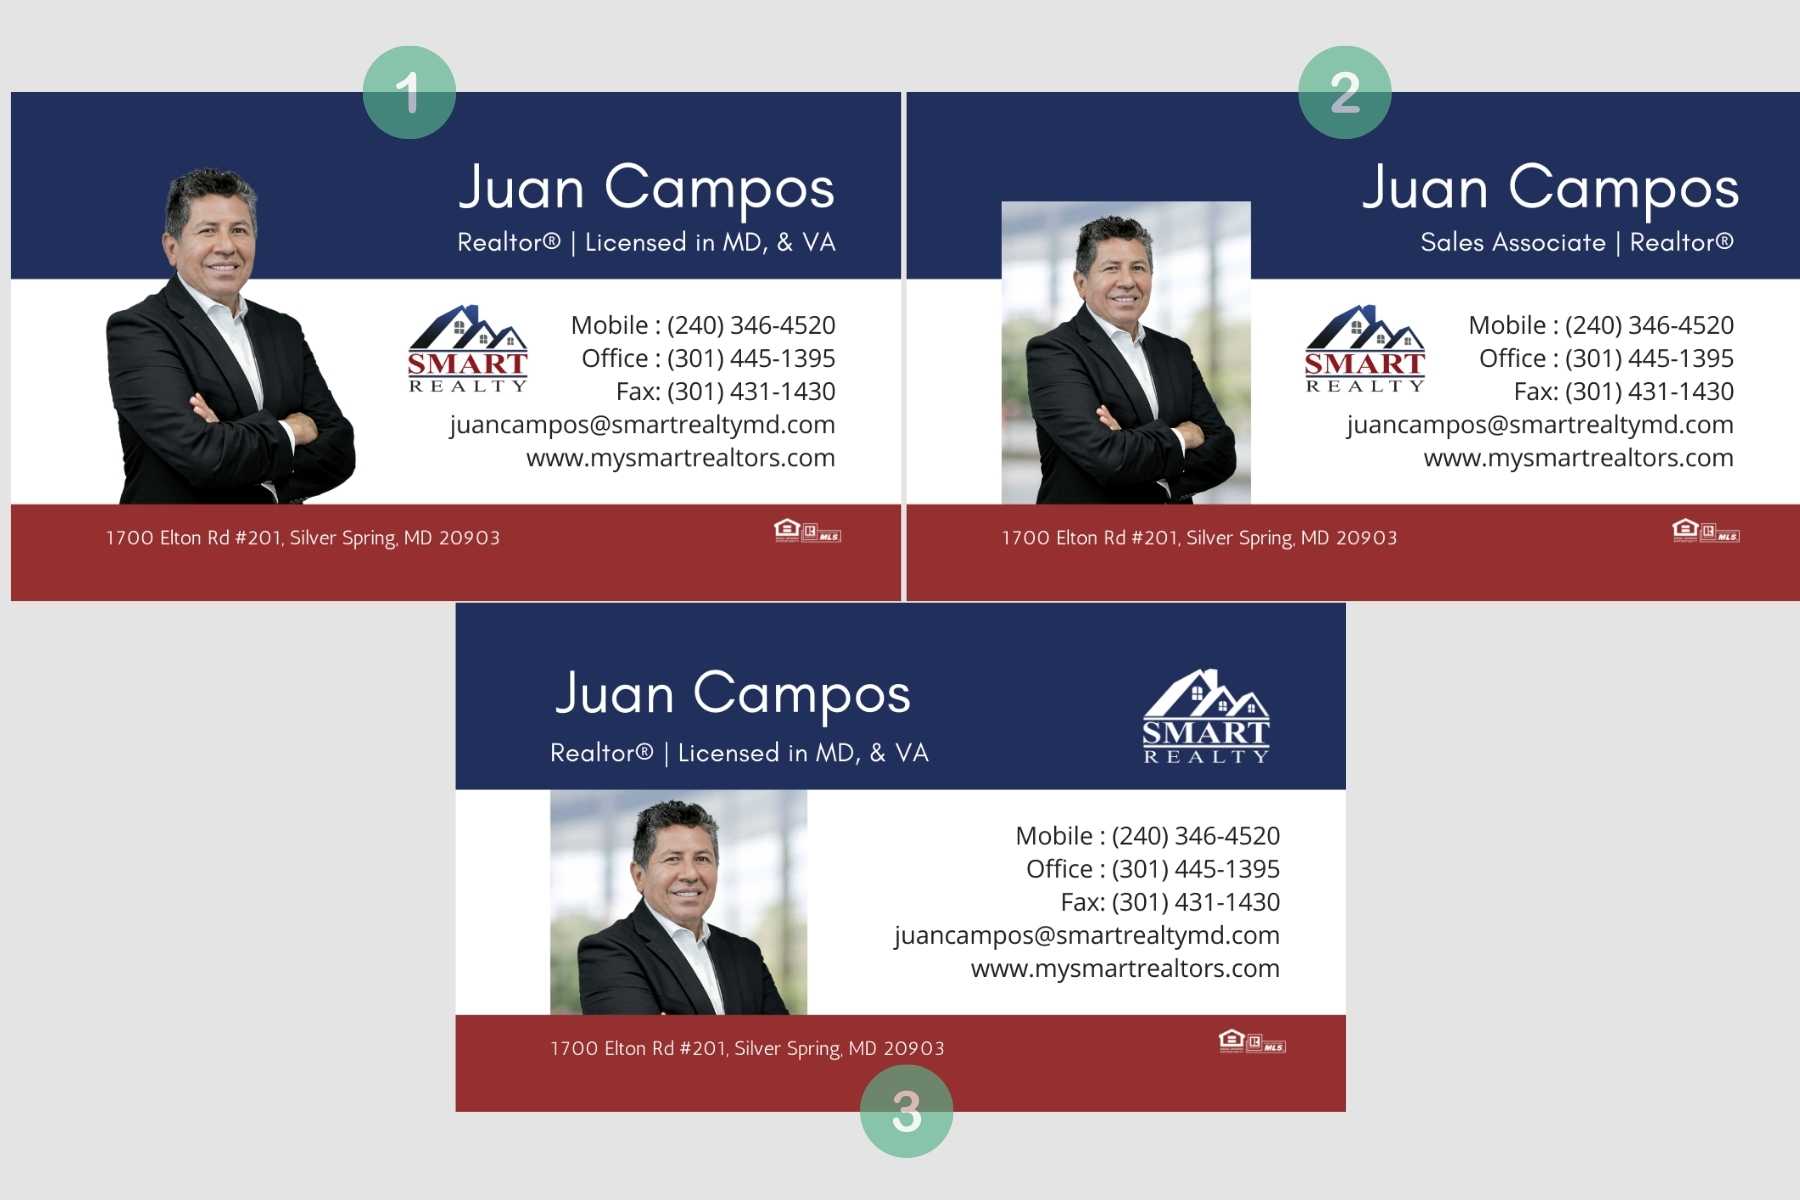 1
Juan Campos
Realtor® | Licensed in MD, & VA
SMART
REALTY
Mobile : (240) 346-4520
Office : (301) 445-1395
Fax: (301) 431-1430
juancampos@smartrealtymd.com
www.mysmartrealtors.com
1700 Elton Rd #201, Silver Spring, MD 20903
MLS
2
Juan Campos
Sales Associate | Realtor®
SMART
REALTY
Mobile : (240) 346-4520
Office : (301) 445-1395
Fax: (301) 431-1430
juancampos@smartrealtymd.com
www.mysmartrealtors.com
1700 Elton Rd #201, Silver Spring, MD 20903
MLS
Juan Campos
Realtor® | Licensed in MD, & VA
SMART
REALTY
Mobile : (240) 346-4520
Office : (301) 445-1395
Fax: (301) 431-1430
juancampos@smartrealtymd.com
www.mysmartrealtors.com
1700 Elton Rd #201, Silver Spring, MD 20903
MLS
3